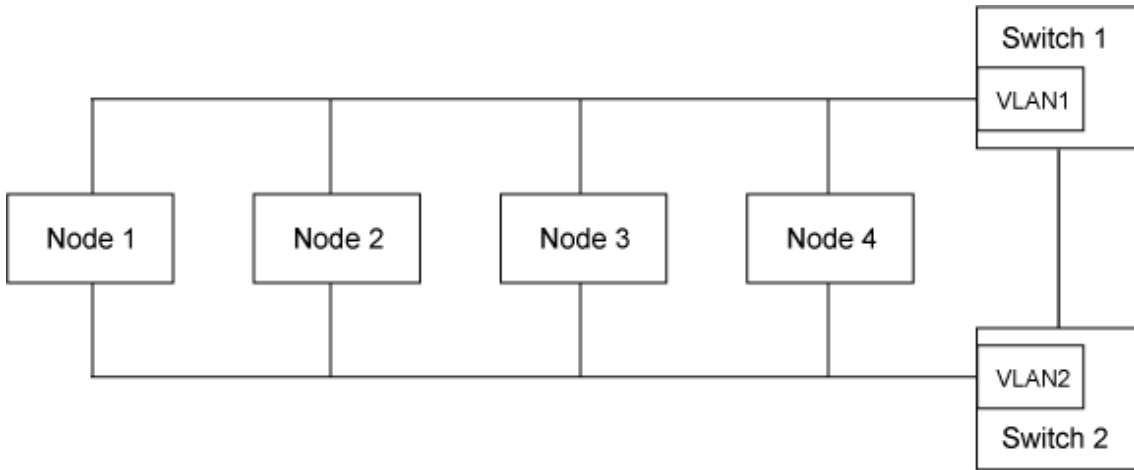 Switch 1
VLAN1
Node 1
Node 2
Node 3
Node 4
VLAN2
Switch 2